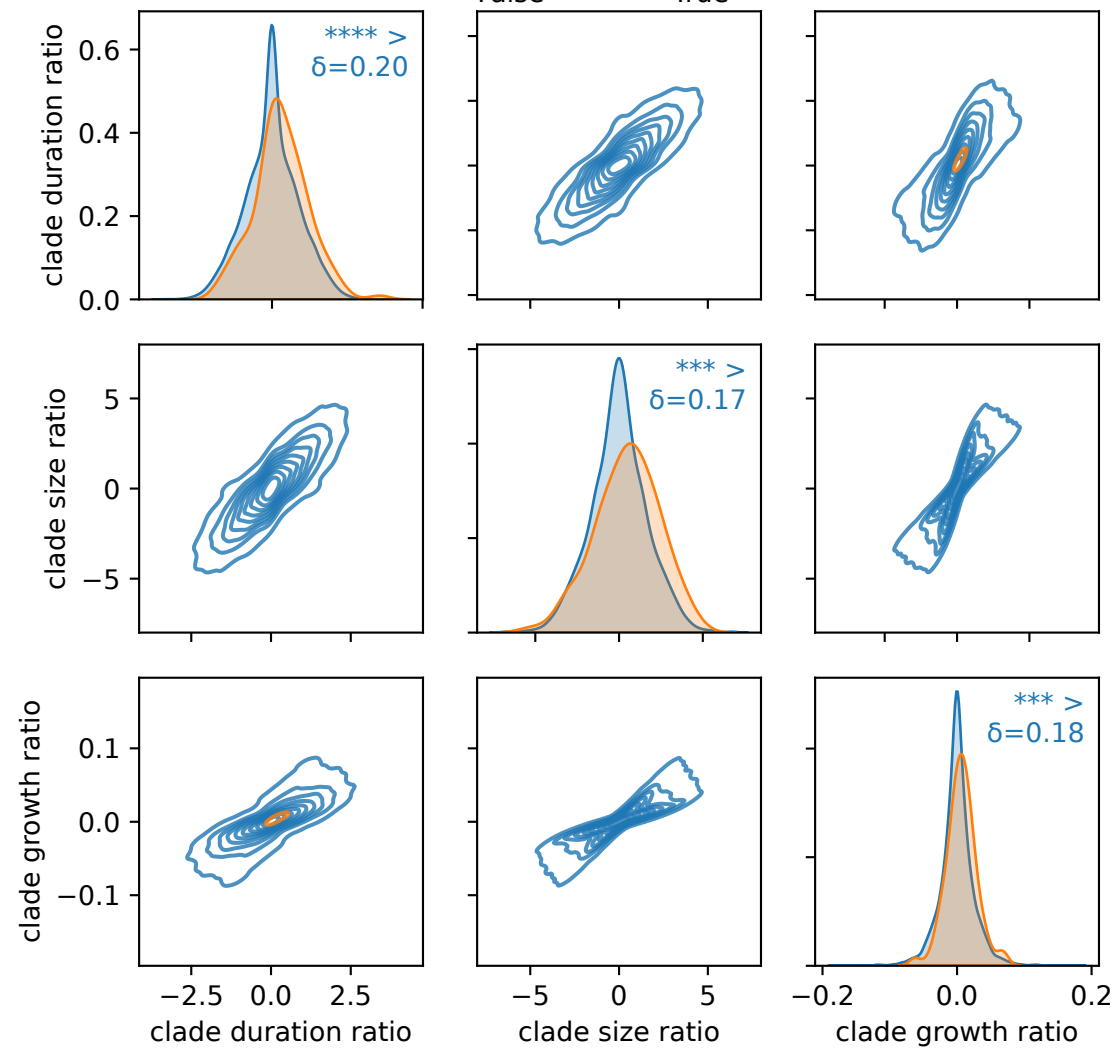 True
0.6
0.4
0.2
0.0
clade duration ratio
**** >
δ=0.20
5
0
−5
clade size ratio
*** >
δ=0.17
0.1
0.0
−0.1
clade growth ratio
*** >
δ=0.18
−2.5 0.0 2.5
clade duration ratio
−5 0 5
clade size ratio
−0.2 0.0 0.2
clade growth ratio